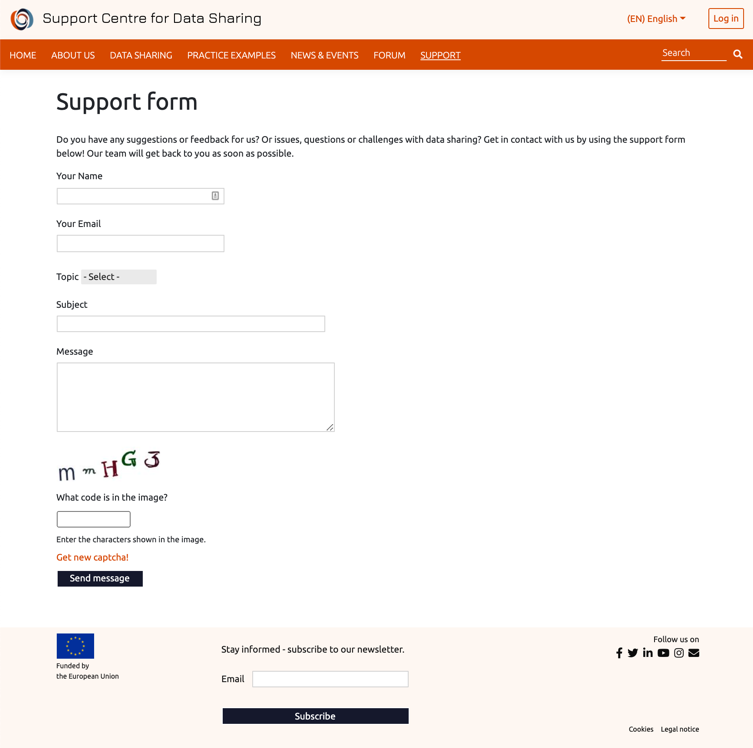 Support Centre for Data Sharing
(EN) English
Log in
HOME ABOUT US DATA SHARING PRACTICE EXAMPLES NEWS & EVENTS FORUM SUPPORT
Search
Support form
Do you have any suggestions or feedback for us? Or issues, questions or challenges with data sharing? Get in contact with us by using the support form
below! Our team will get back to you as soon as possible.
Your Name
Your Email
Topic - Select -
Subject
Message
m m H G 3
What code is in the image?
Enter the characters shown in the image.
Get new captcha!
Send message
Funded by
the European Union
Stay informed - subscribe to our newsletter.
Email
Subscribe
Follow us on
Cookies Legal notice